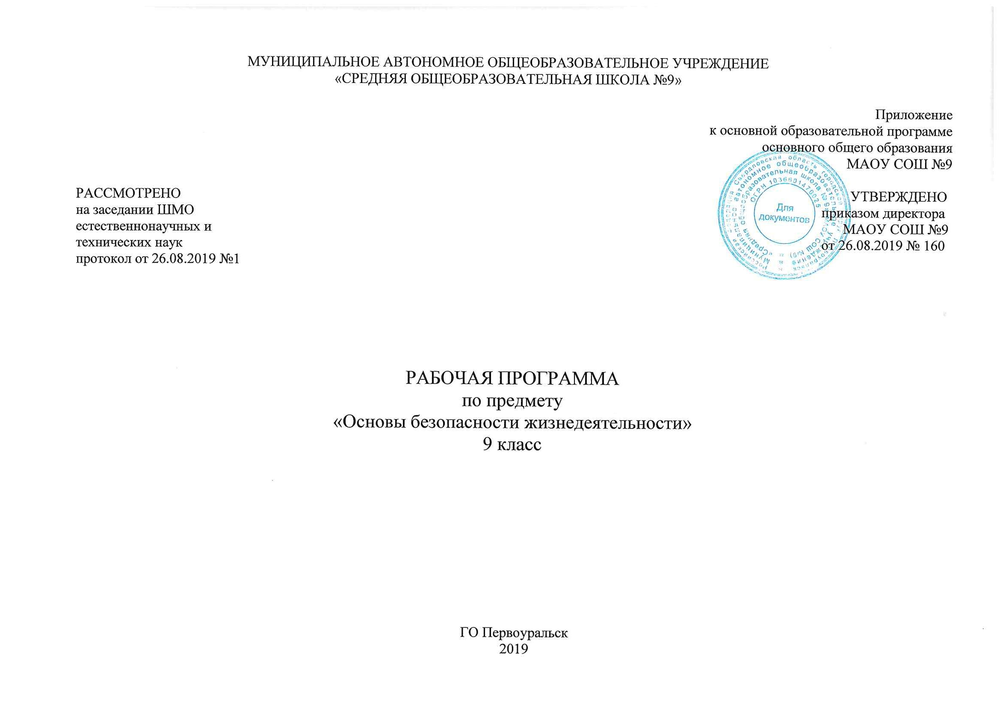 МУНИЦИПАЛЬНОЕ АВТОНОМНОЕ ОБЩЕОБРАЗОВАТЕЛЬНОЕ УЧРЕЖДЕНИЕ
«СРЕДНЯЯ ОБЩЕОБРАЗОВАТЕЛЬНАЯ ШКОЛА №9»
Приложение
к основной образовательной программе
основного общего образования
МАОУ СОШ №9
РАССМОТРЕНО
на заседании ШМО
естественнонаучных и
технических наук
протокол от 26.08.2019 №1
УТВЕРЖДЕНО
приказом директора
МАОУ СОШ №9
от 26.08.2019 № 160
Российская Федерация Свердловская область городской округ Первоуральск
Муниципальное автономное общеобразовательное учреждение
«Средняя общеобразовательная школа №9» (МАОУ СОШ №9)
ОГРН 1036601470025
Для
документов
РАБОЧАЯ ПРОГРАММА
по предмету
«Основы безопасности жизнедеятельности»
9 класс
ГО Первоуральск
2019